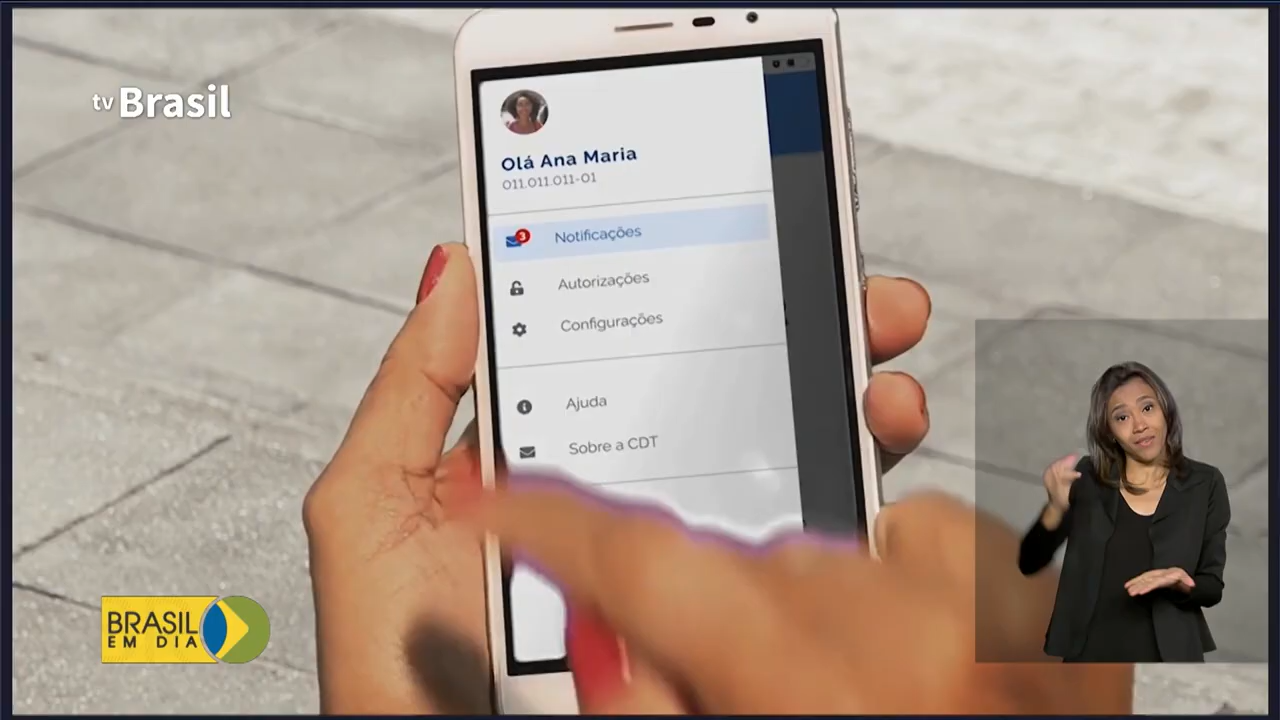 tv Brasil
Olá Ana Maria
011.011.011-01
3
Notificações
Autorizações
Configurações
Ajuda
Sobre a CDT
BRASIL
EM DIA